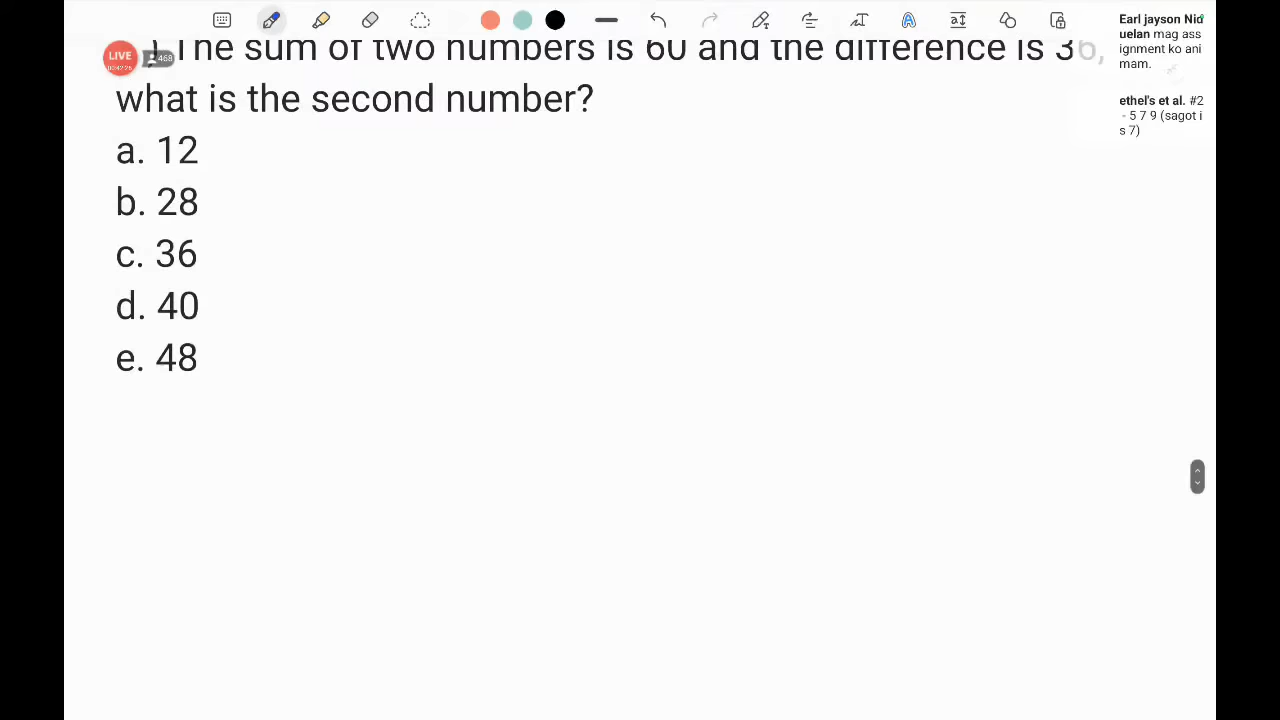 The sum of two numbers is 60 and the difference is 36,
what is the second number?
a. 12
b. 28
c. 36
d. 40
e. 48
LIVE
468
Earl jayson Nid
uelan mag ass
ignment ko ani
mam.
ethel's et al. #2
- 5 7 9 (sagot i
s 7)